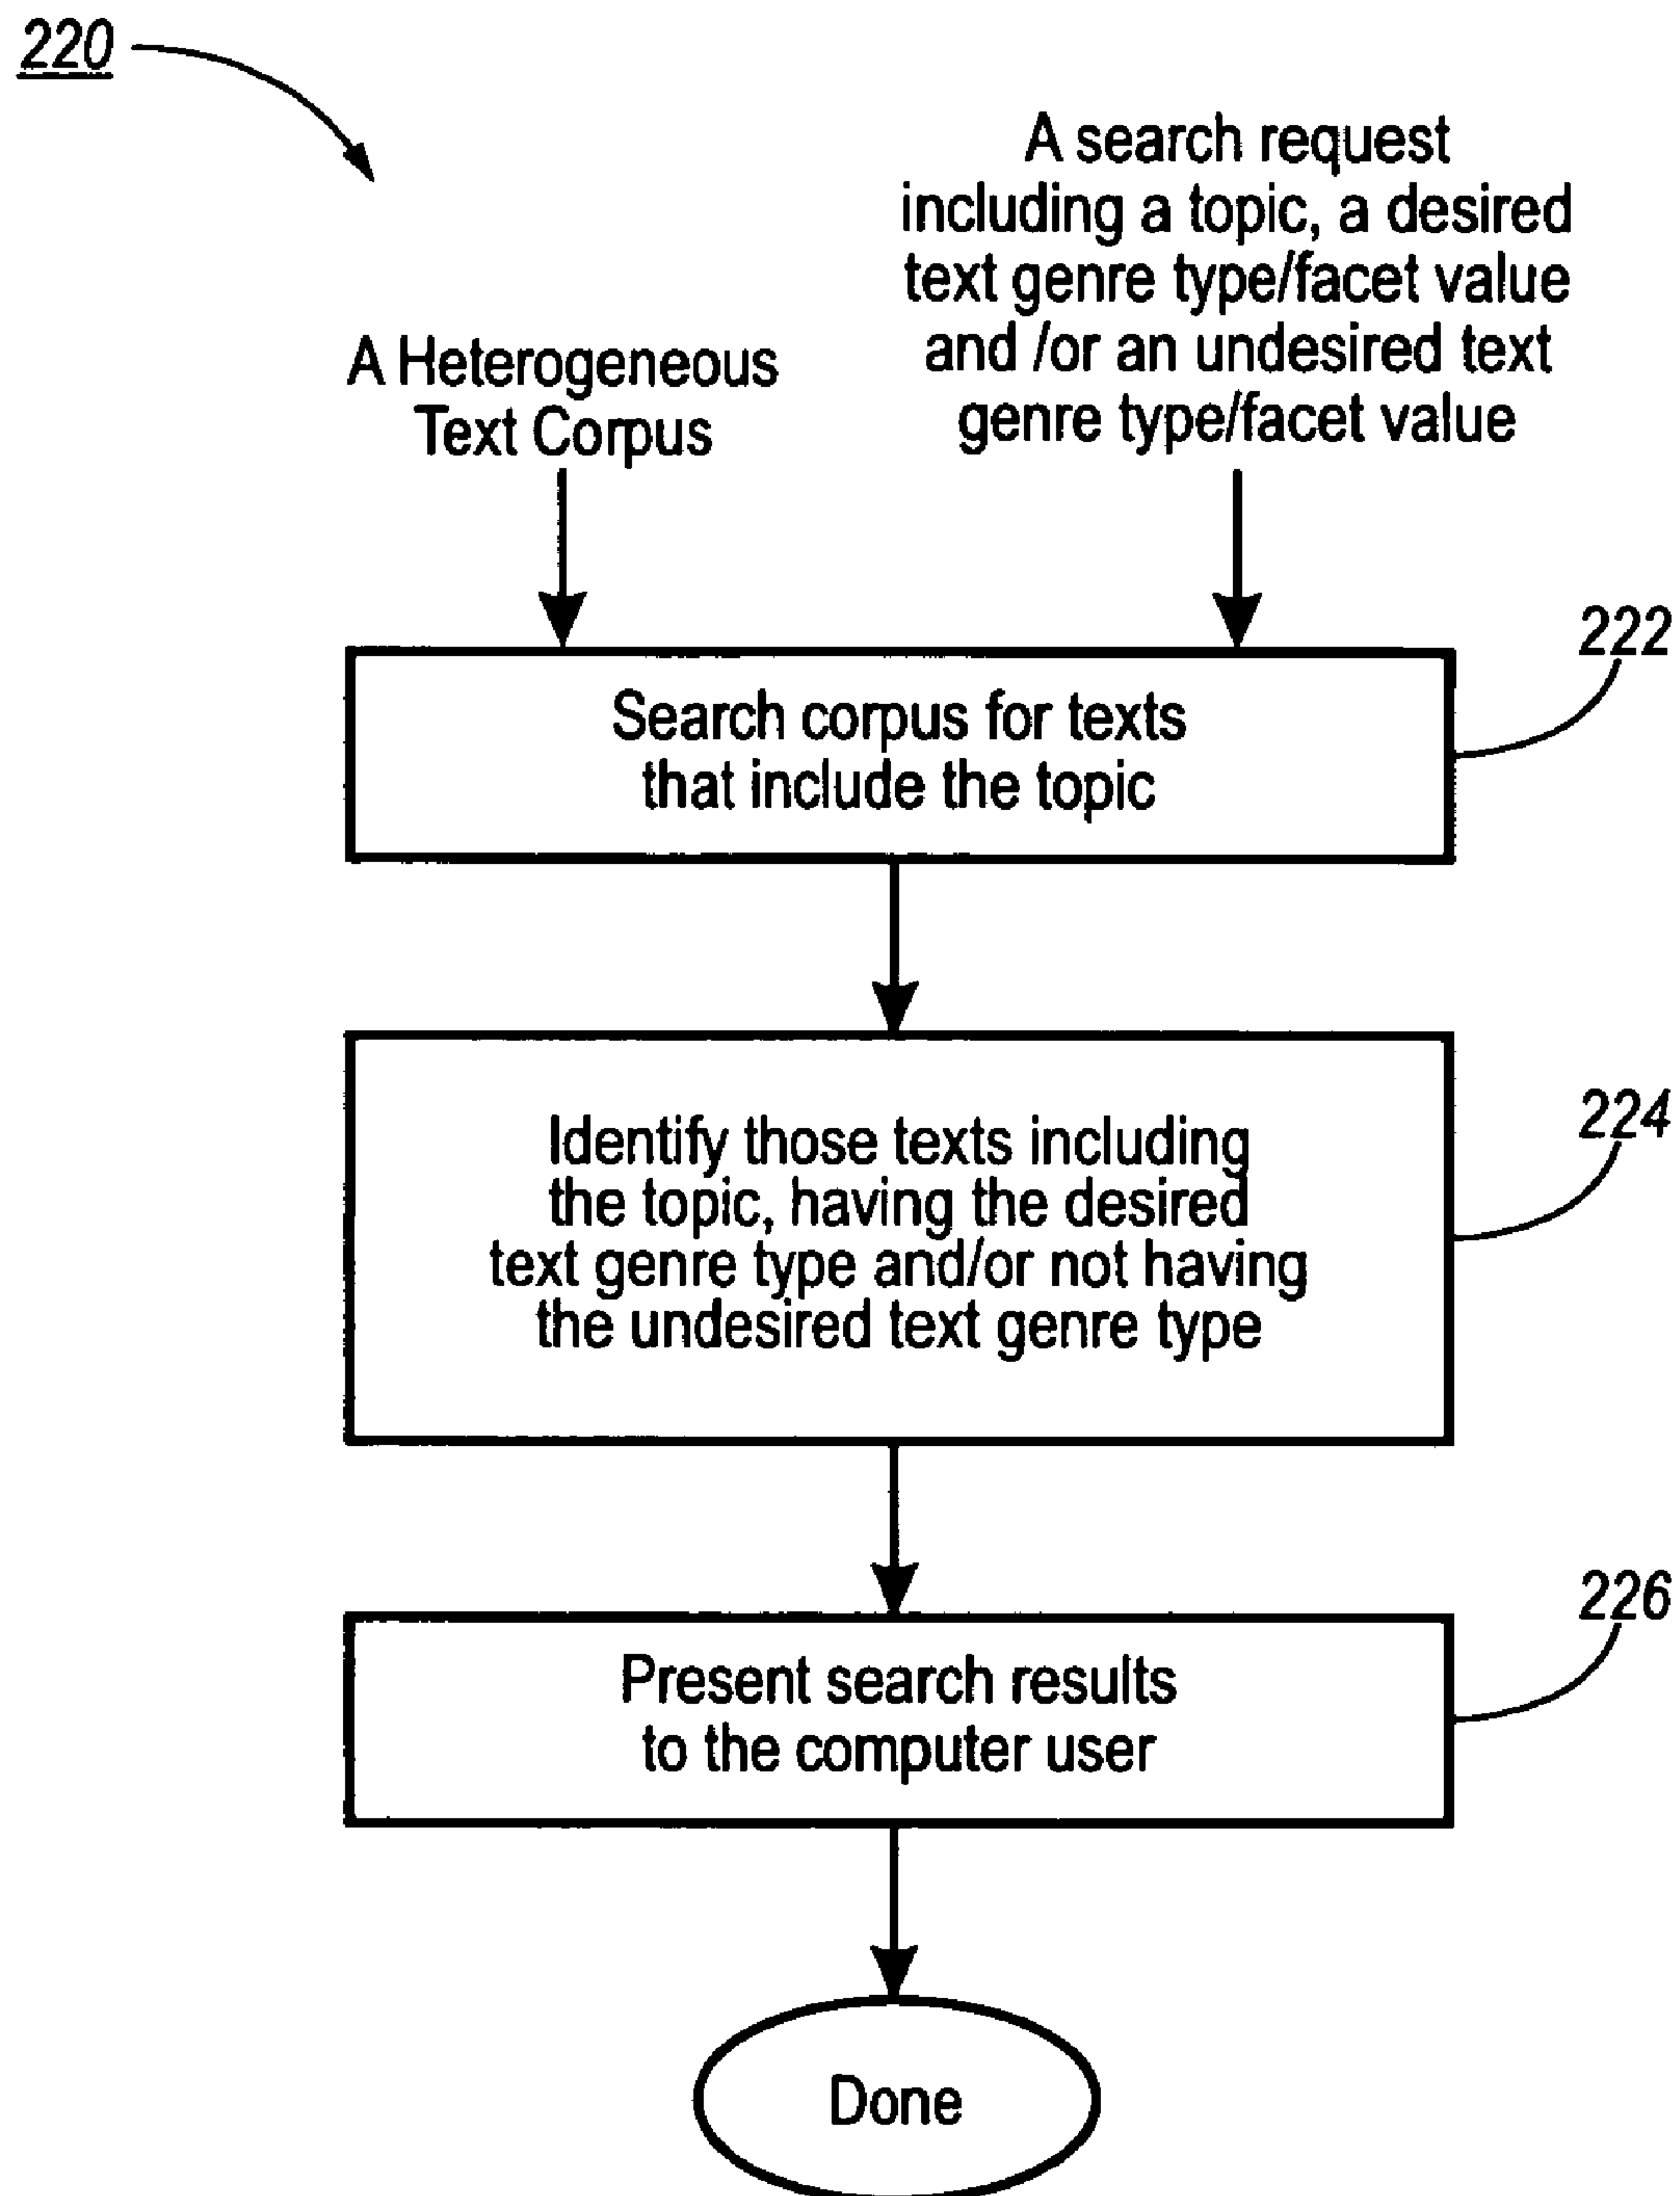 220
A search request
including a topic, a desired
text genre type/facet value
and /or an undesired text
genre type/facet value
A Heterogeneous
Text Corpus
222
Search corpus for texts
that include the topic
224
Identify those texts including
the topic, having the desired
text genre type and/or not having
the undesired text genre type
226
Present search results
to the computer user
Done